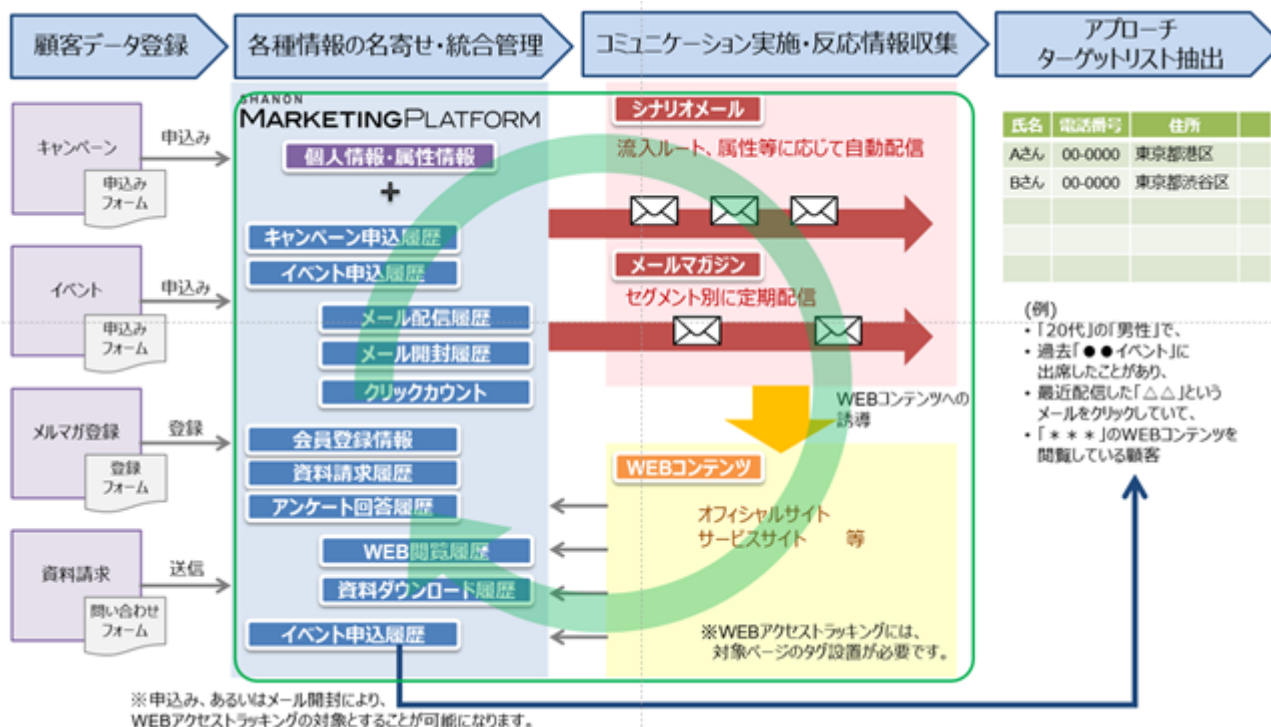 顧客データ登録
各種情報の名寄せ・統合管理
コミュニケーション実施・反応情報収集
アプローチ
ターゲットリスト抽出
キャンペーン
申込み
申込み
フォーム
イベント
申込み
申込み
フォーム
メルマガ登録
登録
登録
フォーム
資料請求
送信
問い合わせ
フォーム
SHANON
MARKETINGPLATFORM
個人情報・属性情報
+
キャンペーン申込履歴
イベント申込履歴
メール配信履歴
メール開封履歴
クリックカウント
会員登録情報
資料請求履歴
アンケート回答履歴
WEB閲覧履歴
資料ダウンロード履歴
イベント申込履歴
シナリオメール
流入ルート、属性等に応じて自動配信
メールマガジン
セグメント別に定期配信
WEBコンテンツへの
誘導
WEBコンテンツ
オフィシャルサイト
サービスサイト 等
※WEBアクセストラッキングには、
対象ページのタグ設置が必要です。
氏名 電話番号 住所
Aさん 00-0000 東京都港区
Bさん 00-0000 東京都渋谷区
(例)
・「20代」の「男性」で、
・過去「●●イベント」に
出席したことがあり、
・最近配信した「△△」という
メールをクリックしていて、
・「＊＊＊」のWEBコンテンツを
閲覧している顧客
※申込み、あるいはメール開封により、
WEBアクセストラッキングの対象とすることが可能になります。